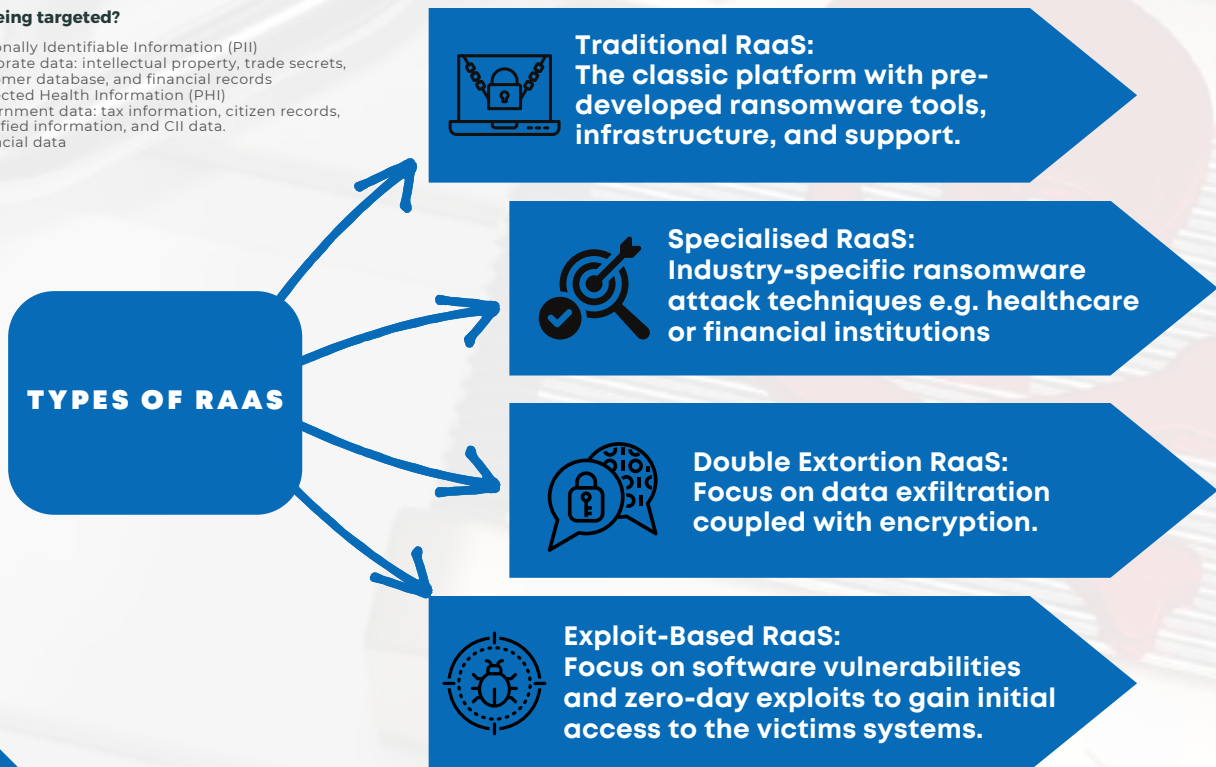 eing targeted?
onally Identifiable Information (PII)
orate data: intellectual property, trade secrets,
omer database, and financial records
ected Health Information (PHI)
rnment data: tax information, citizen records,
ified information, and CII data.
ncial data
Traditional RaaS:
The classic platform with pre-
developed ransomware tools,
infrastructure, and support.
Specialised RaaS:
Industry-specific ransomware
attack techniques e.g. healthcare
or financial institutions
TYPES OF RAAS
Double Extortion RaaS:
Focus on data exfiltration
coupled with encryption.
Exploit-Based RaaS:
Focus on software vulnerabilities
and zero-day exploits to gain initial
access to the victims systems.